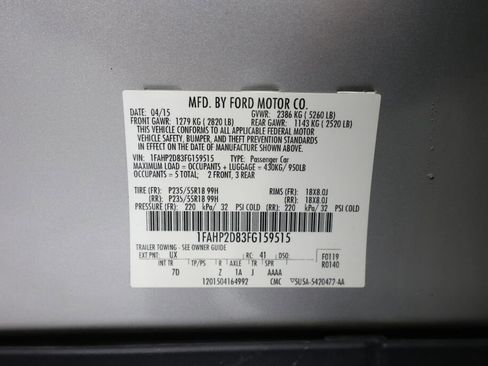 MFD. BY FORD MOTOR CO.
DATE: 04/15 GVWR: 2386 KG ( 5260 LB)
FRONT GAWR: 1279 KG ( 2820 LB) REAR GAWR: 1143 KG ( 2520 LB)
THIS VEHICLE CONFORMS TO ALL APPLICABLE FEDERAL MOTOR
VEHICLE SAFETY, BUMPER, AND THEFT PREVENTION STANDARDS IN
EFFECT ON THE DATE OF MANUFACTURE SHOWN ABOVE.
VIN: 1FAHP2D83FG159515 TYPE: Passenger Car
MAXIMUM LOAD = OCCUPANTS + LUGGAGE = 430KG/ 950LB
OCCUPANTS = 5 TOTAL: 2 FRONT, 3 REAR
TIRE (FR): P235/55R18 99H RIMS (FR): 18X8.0J
(RR): P235/55R18 99H (RR): 18X8.0J
PRESSURE (FR): 220 kPa/ 32 PSI COLD (RR): 220 kPa/ 32 PSI COLD
1FAHP2D83FG159515
TRAILER TOWING - SEE OWNER GUIDE
EXT PNT: UX RC: 41 DSO: F0119
INT TR TP/PS R AXLE TR SPR R0140
7D Z 1A J AAAA
1201504164992 CMC 5U5A-5420472-AA